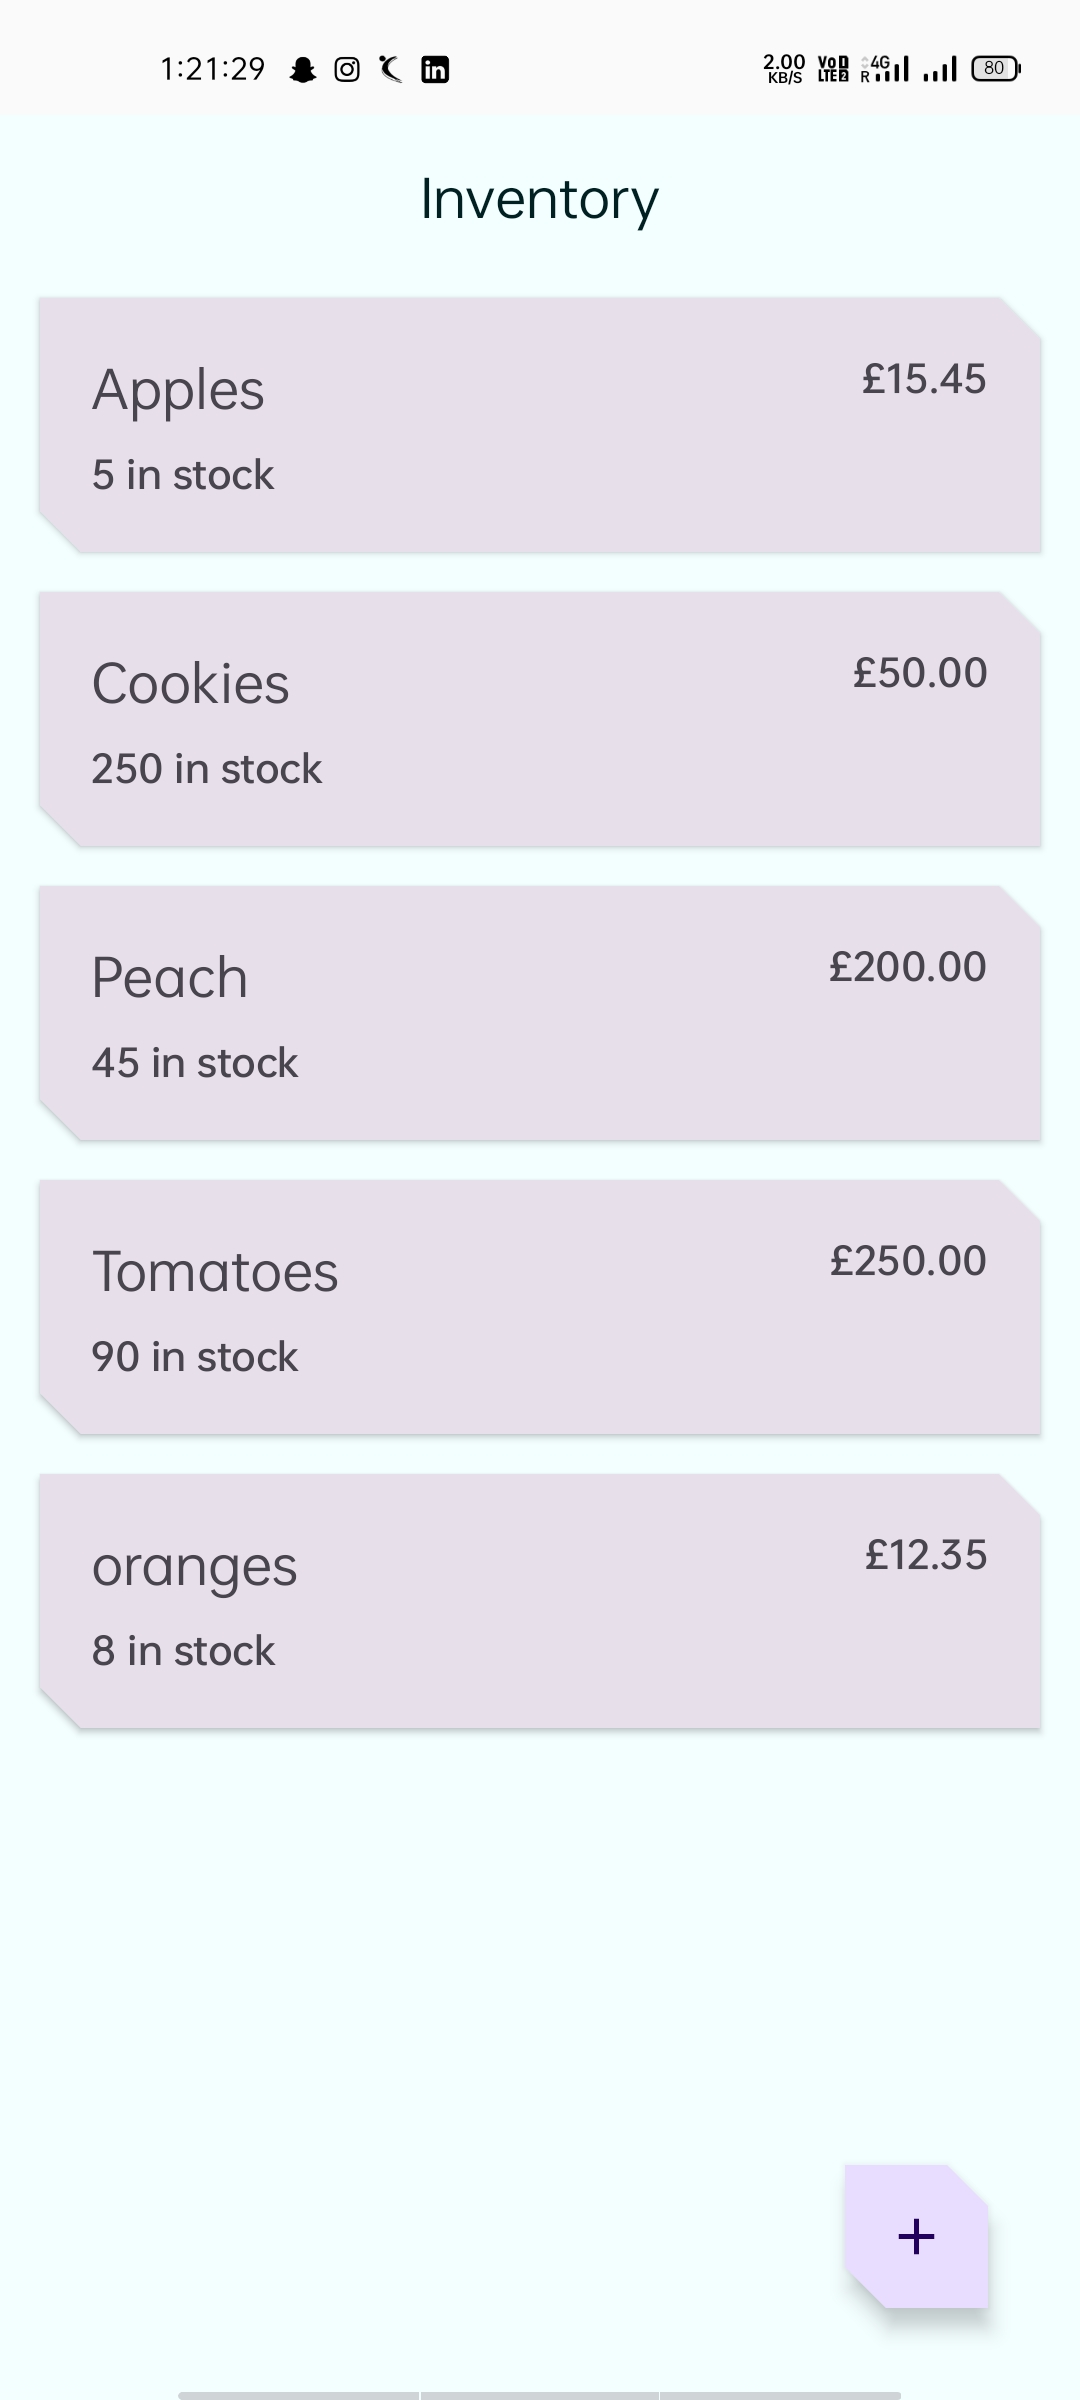 1:21:29 2.00 KB/S VoD LTE2 4G R 80
Inventory
Apples £15.45
5 in stock
Cookies £50.00
250 in stock
Peach £200.00
45 in stock
Tomatoes £250.00
90 in stock
oranges £12.35
8 in stock
+